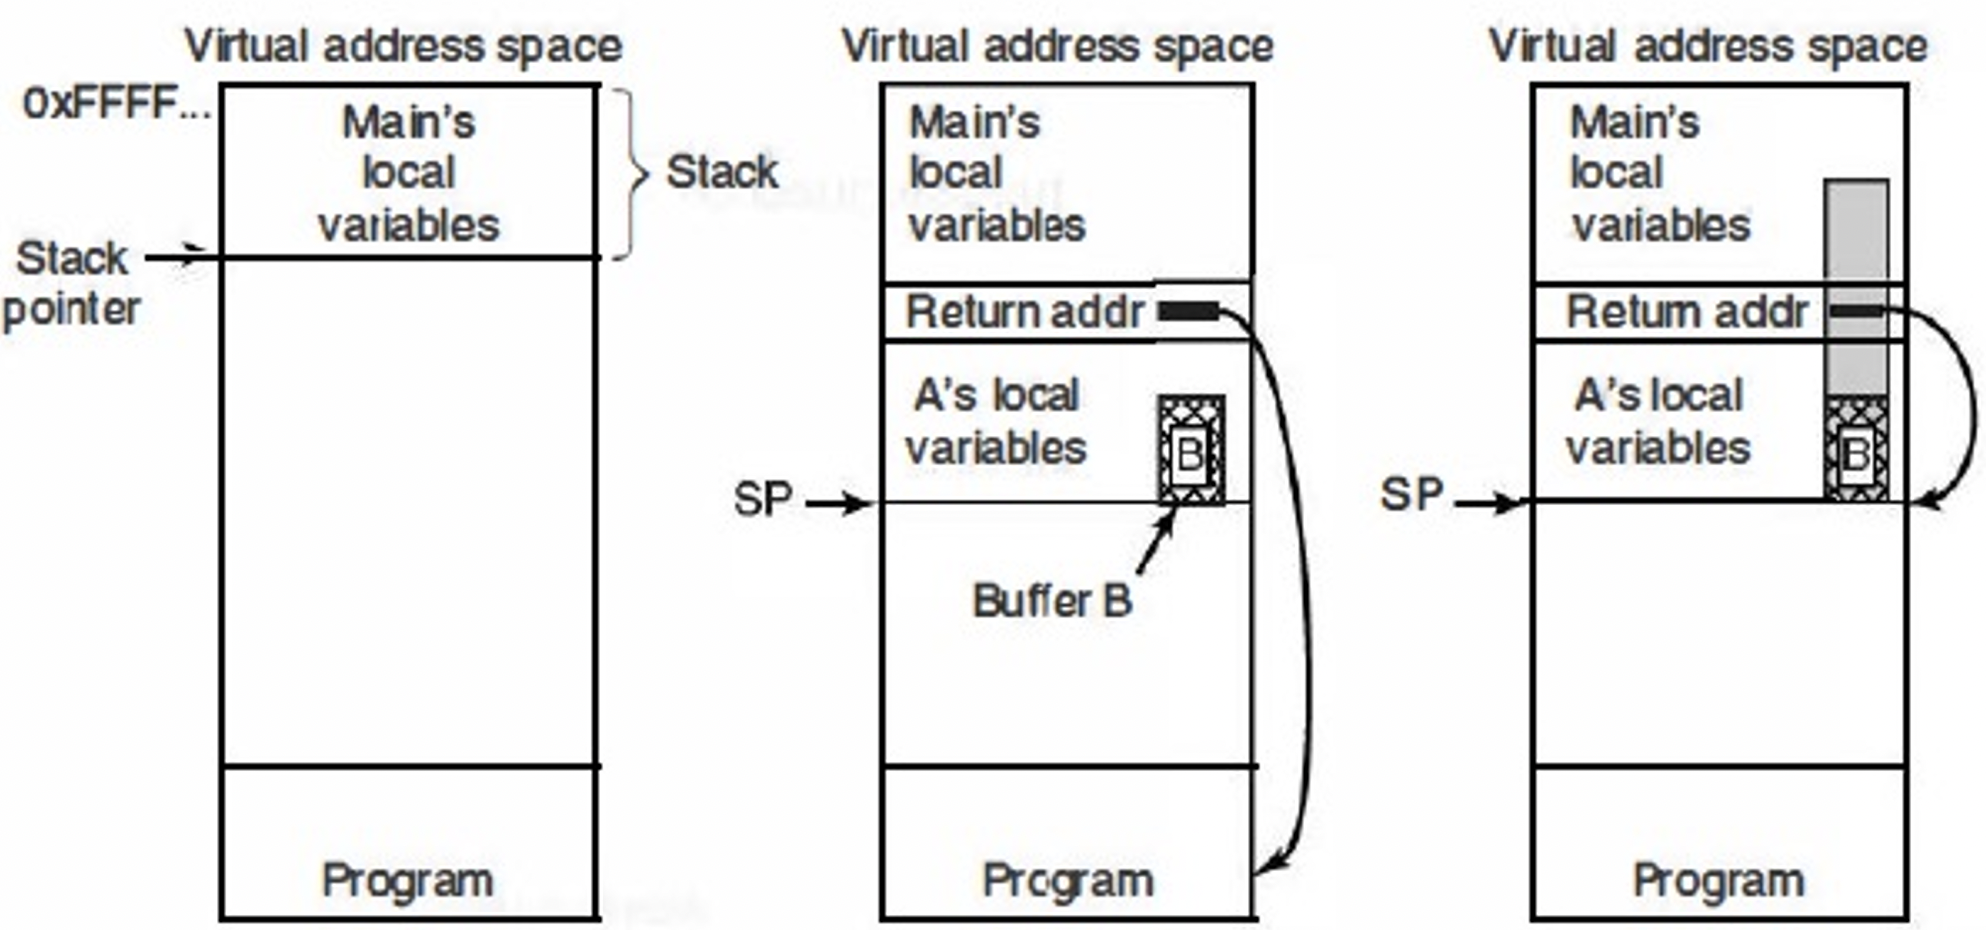 Virtual address space
0xFFFF...
Main's
local
variables
Stack
Stack
pointer
Program
Virtual address space
Main's
local
variables
Return addr
A's local
variables
B
SP
Buffer B
Program
Virtual address space
Main's
local
variables
Return addr
A's local
variables
B
SP
Program